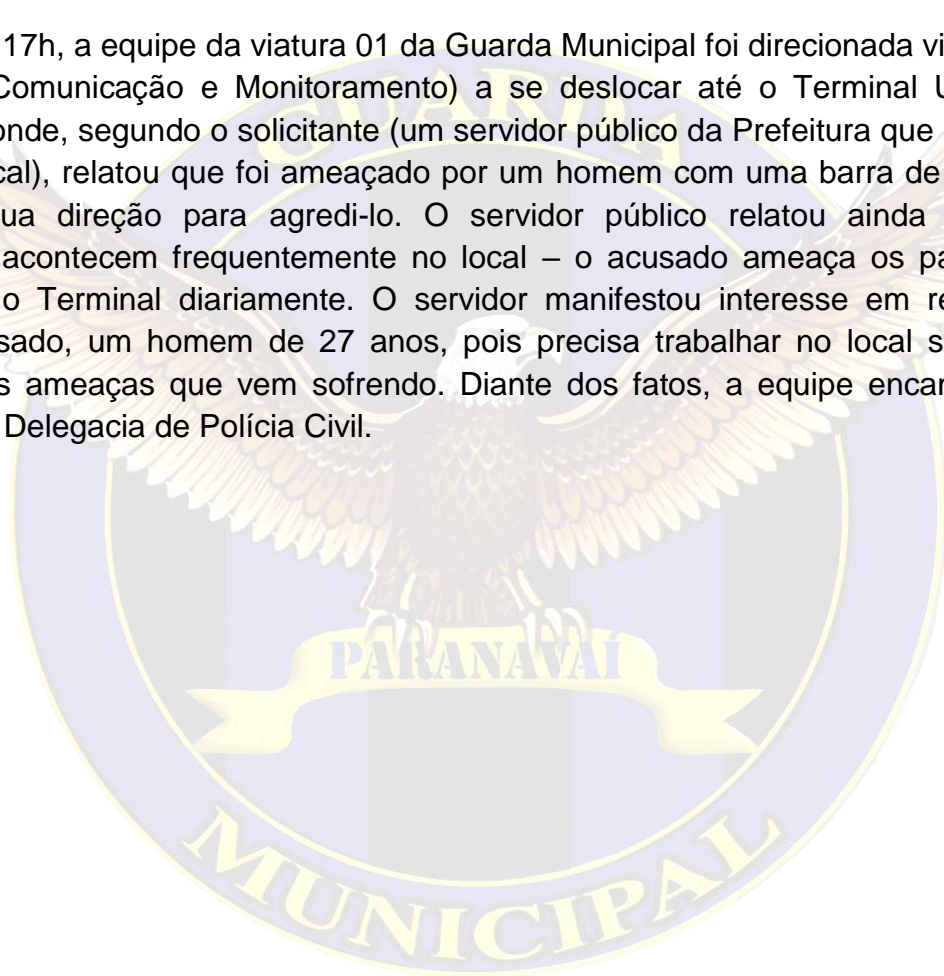 17h, a equipe da viatura 01 da Guarda Municipal foi direcionada vi
Comunicação e Monitoramento) a se deslocar até o Terminal U
onde, segundo o solicitante (um servidor público da Prefeitura que
cal), relatou que foi ameaçado por um homem com uma barra de
ua direção para agredi-lo. O servidor público relatou ainda
acontecem frequentemente no local – o acusado ameaça os pa
o Terminal diariamente. O servidor manifestou interesse em re
sado, um homem de 27 anos, pois precisa trabalhar no local s
s ameaças que vem sofrendo. Diante dos fatos, a equipe encar
Delegacia de Polícia Civil.
GUARDA
PARANAVAÍ
MUNICIPAL